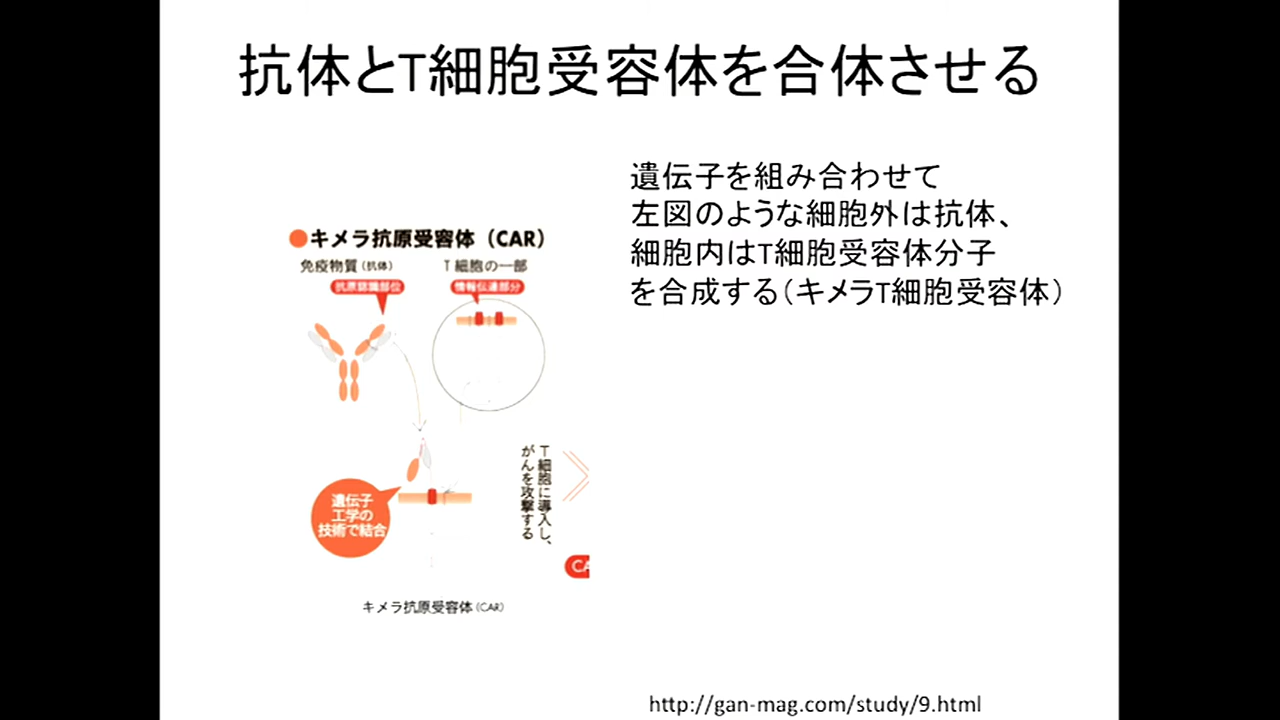 抗体とT細胞受容体を合体させる
遺伝子を組み合わせて
左図のような細胞外は抗体、
細胞内はT細胞受容体分子
を合成する(キメラT細胞受容体)
●キメラ抗原受容体(CAR)
免疫物質(抗体)
T細胞の一部
抗原認識部位
情報伝達部分
T細胞に導入し、
がんを攻撃する
遺伝子
工学の
技術で結合
CA
キメラ抗原受容体(CAR)
http://gan-mag.com/study/9.html